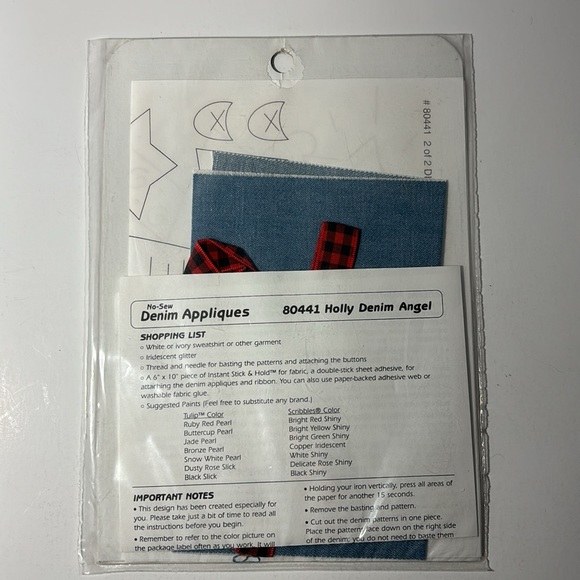 # 80441 2 of 2
No-Sew
Denim Appliques
80441 Holly Denim Angel
SHOPPING LIST
○ White or ivory sweatshirt or other garment
○ Iridescent glitter
○ Thread and needle for basting the patterns and attaching the buttons
○ A 6" x 10" piece of Instant Stick & Hold™ for fabric, a double-stick sheet adhesive, for
attaching the denim appliques and ribbon. You can also use paper-backed adhesive web or
washable fabric glue.
○ Suggested Paints (Feel free to substitute any brand.)
Tulip™ Color
Ruby Red Pearl
Buttercup Pearl
Jade Pearl
Bronze Pearl
Snow White Pearl
Dusty Rose Slick
Black Slick
Scribbles® Color
Bright Red Shiny
Bright Yellow Shiny
Bright Green Shiny
Copper Iridescent
White Shiny
Delicate Rose Shiny
Black Shiny
IMPORTANT NOTES
• This design has been created especially for
you. Please take just a bit of time to read all
the instructions before you begin.
• Remember to refer to the color picture on
the package label often as you work. It will
• Holding your iron vertically, press all areas of
the paper for another 15 seconds.
• Remove the basting and pattern.
• Cut out the denim patterns in one piece.
Place the pattern face down on the right side
of the denim; you do not need to baste them